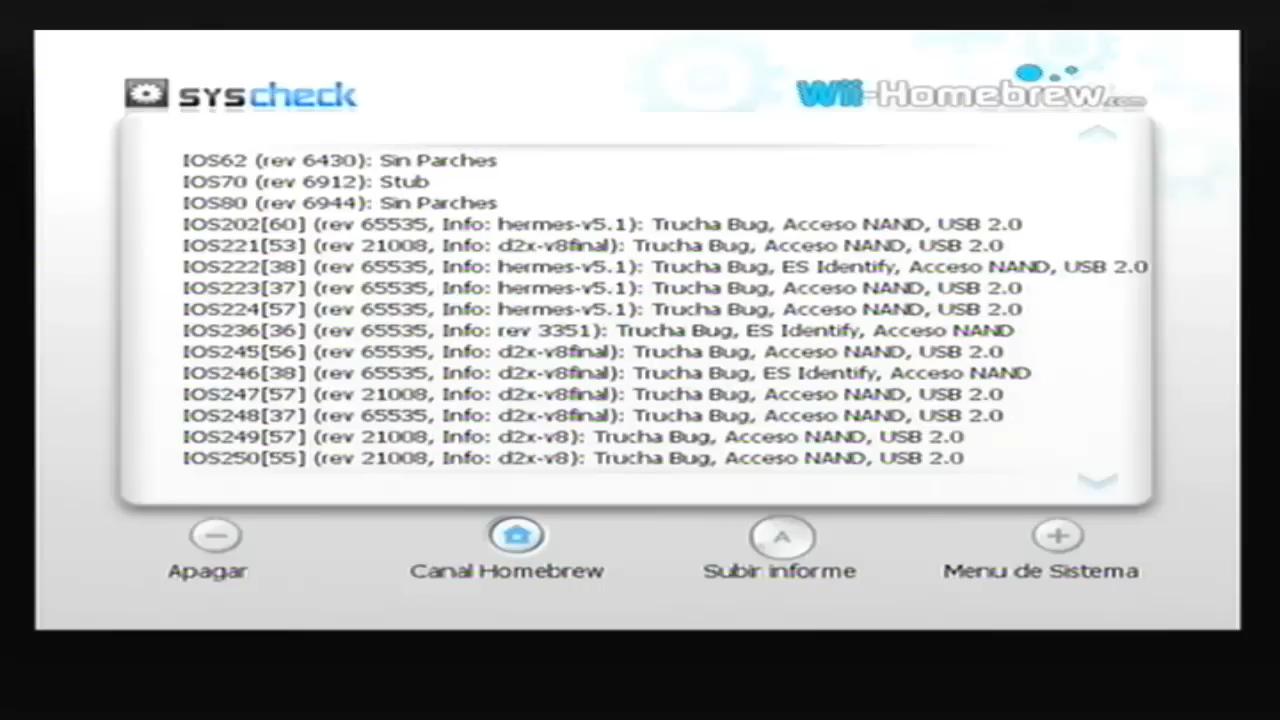 syscheck
Wii-Homebrew.com
IOS62 (rev 6430): Sin Parches
IOS70 (rev 6912): Stub
IOS80 (rev 6944): Sin Parches
IOS202[60] (rev 65535, Info: hermes-v5.1): Trucha Bug, Acceso NAND, USB 2.0
IOS221[53] (rev 21008, Info: d2x-v8final): Trucha Bug, Acceso NAND, USB 2.0
IOS222[38] (rev 65535, Info: hermes-v5.1): Trucha Bug, ES Identify, Acceso NAND, USB 2.0
IOS223[37] (rev 65535, Info: hermes-v5.1): Trucha Bug, Acceso NAND, USB 2.0
IOS224[57] (rev 65535, Info: hermes-v5.1): Trucha Bug, Acceso NAND, USB 2.0
IOS236[36] (rev 65535, Info: rev 3351): Trucha Bug, ES Identify, Acceso NAND
IOS245[56] (rev 65535, Info: d2x-v8final): Trucha Bug, Acceso NAND, USB 2.0
IOS246[38] (rev 65535, Info: d2x-v8final): Trucha Bug, ES Identify, Acceso NAND
IOS247[57] (rev 21008, Info: d2x-v8final): Trucha Bug, Acceso NAND, USB 2.0
IOS248[37] (rev 65535, Info: d2x-v8final): Trucha Bug, Acceso NAND, USB 2.0
IOS249[57] (rev 21008, Info: d2x-v8): Trucha Bug, Acceso NAND, USB 2.0
IOS250[55] (rev 21008, Info: d2x-v8): Trucha Bug, Acceso NAND, USB 2.0
A
Apagar
Canal Homebrew
Subir informe
Menu de Sistema